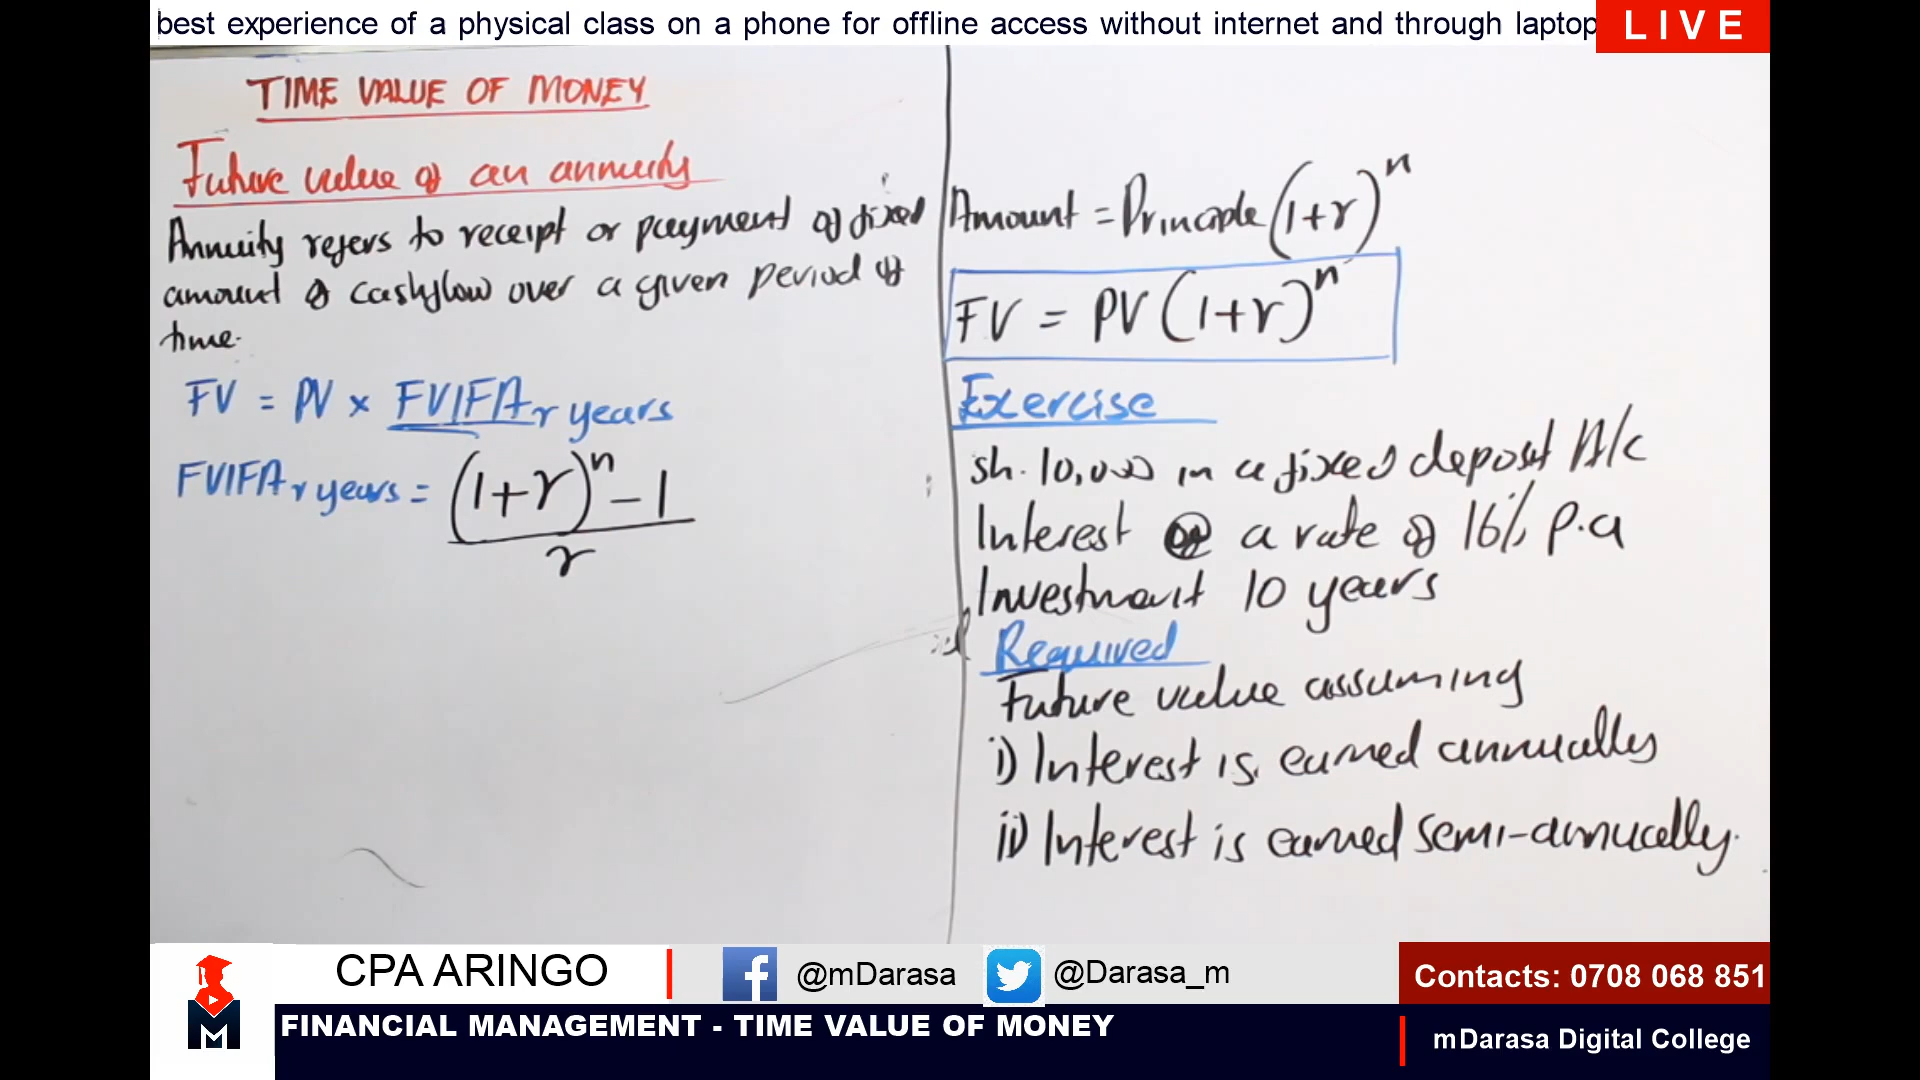 best experience of a physical class on a phone for offline access without internet and through laptop
LIVE
TIME VALUE OF MONEY
Future value of an annuity
Annuity refers to receipt or payment of fixed
amount of cashflow over a given period of
time.
FV = PV × FVIFA r years
FVIFA r years = (1+r)^n - 1
r
Amount = Principle (1+r)^n
FV = PV (1+r)^n
Exercise
sh. 10,000 in a fixed deposit A/c
Interest @ a rate of 16% p.a
Investment 10 years
Required
Future value assuming
i) Interest is earned annually
ii) Interest is earned semi-annually.
CPA ARINGO
@mDarasa
@Darasa_m
Contacts: 0708 068 851
M
FINANCIAL MANAGEMENT - TIME VALUE OF MONEY
mDarasa Digital College